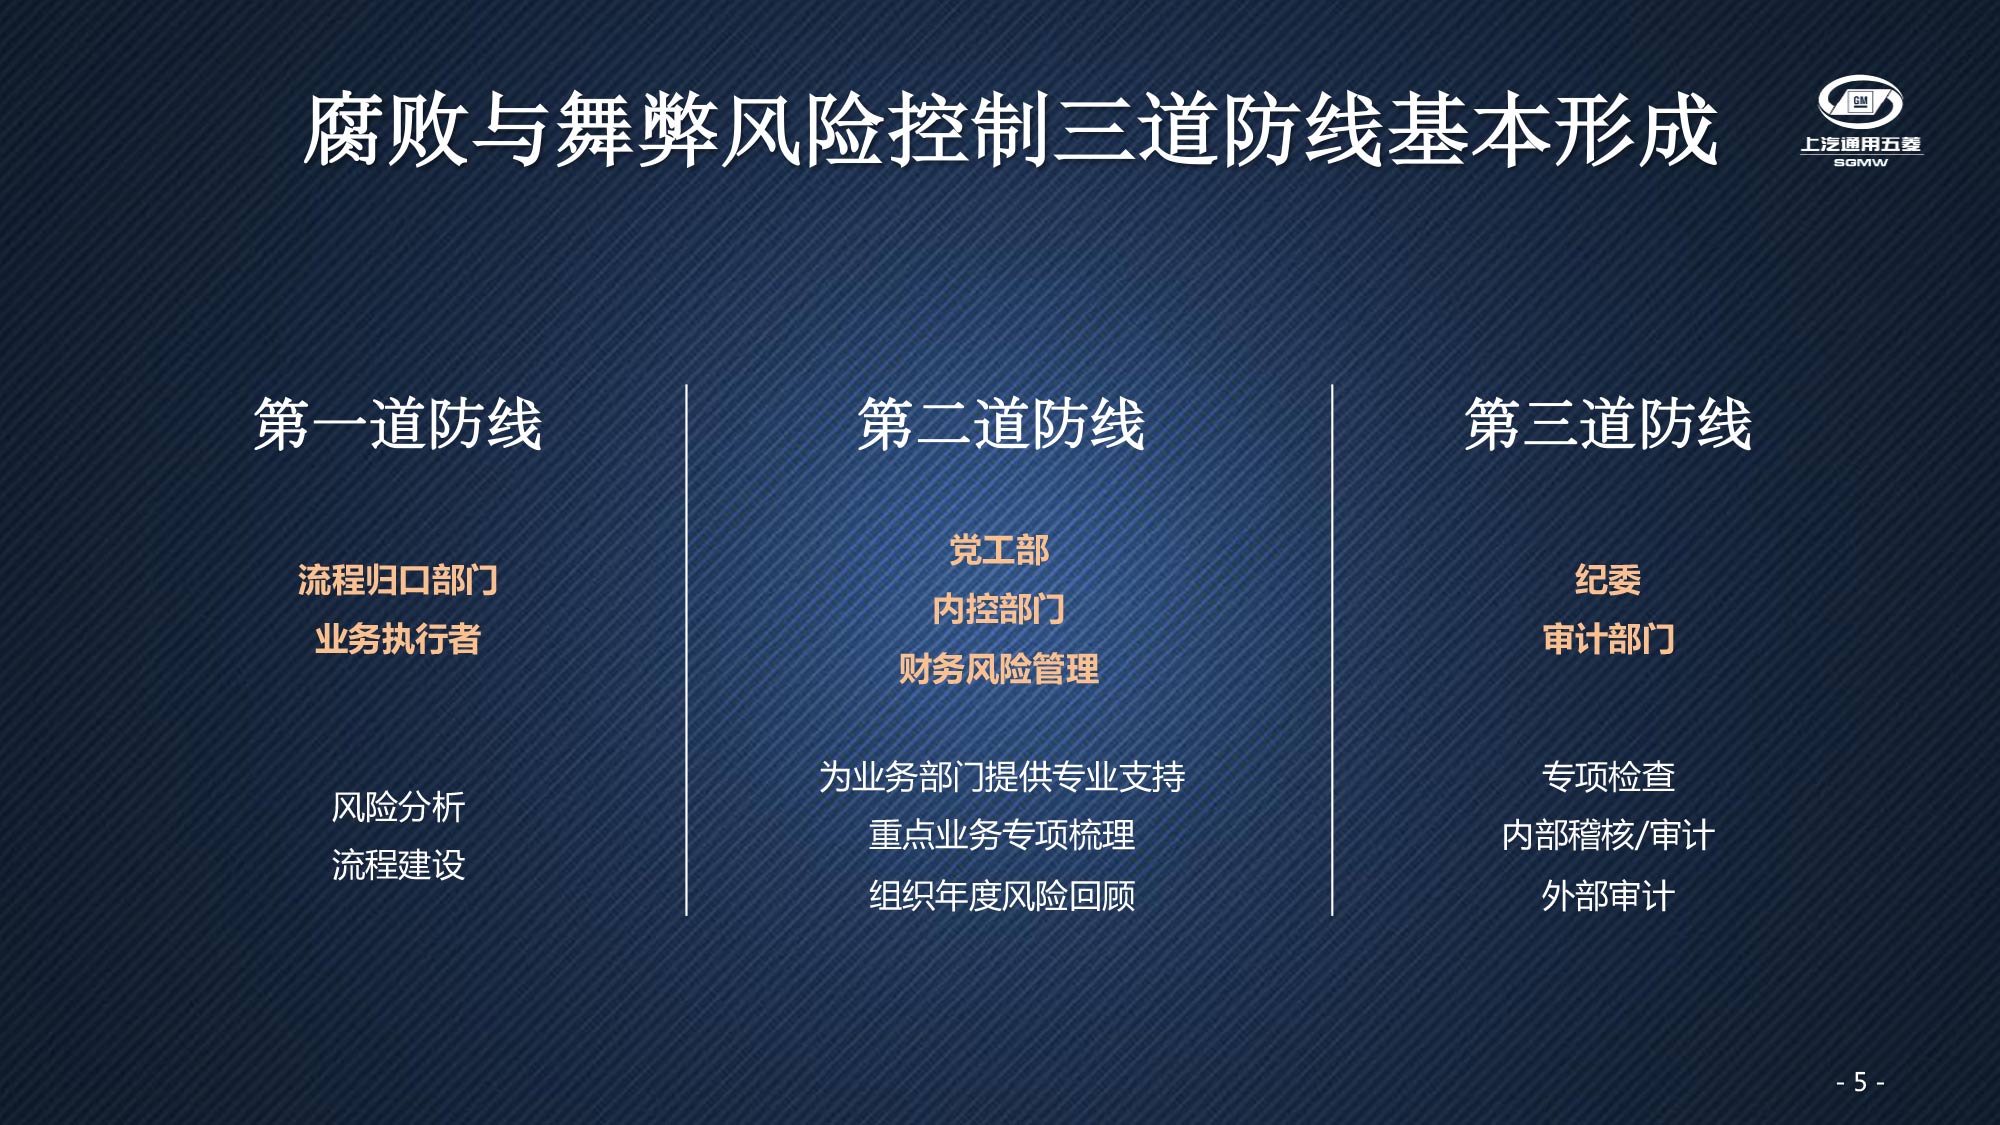 腐败与舞弊风险控制三道防线基本形成
GM
上汽通用五菱
SGMW
第一道防线
流程归口部门
业务执行者
风险分析
流程建设
第二道防线
党工部
内控部门
财务风险管理
为业务部门提供专业支持
重点业务专项梳理
组织年度风险回顾
第三道防线
纪委
审计部门
专项检查
内部稽核/审计
外部审计
- 5 -